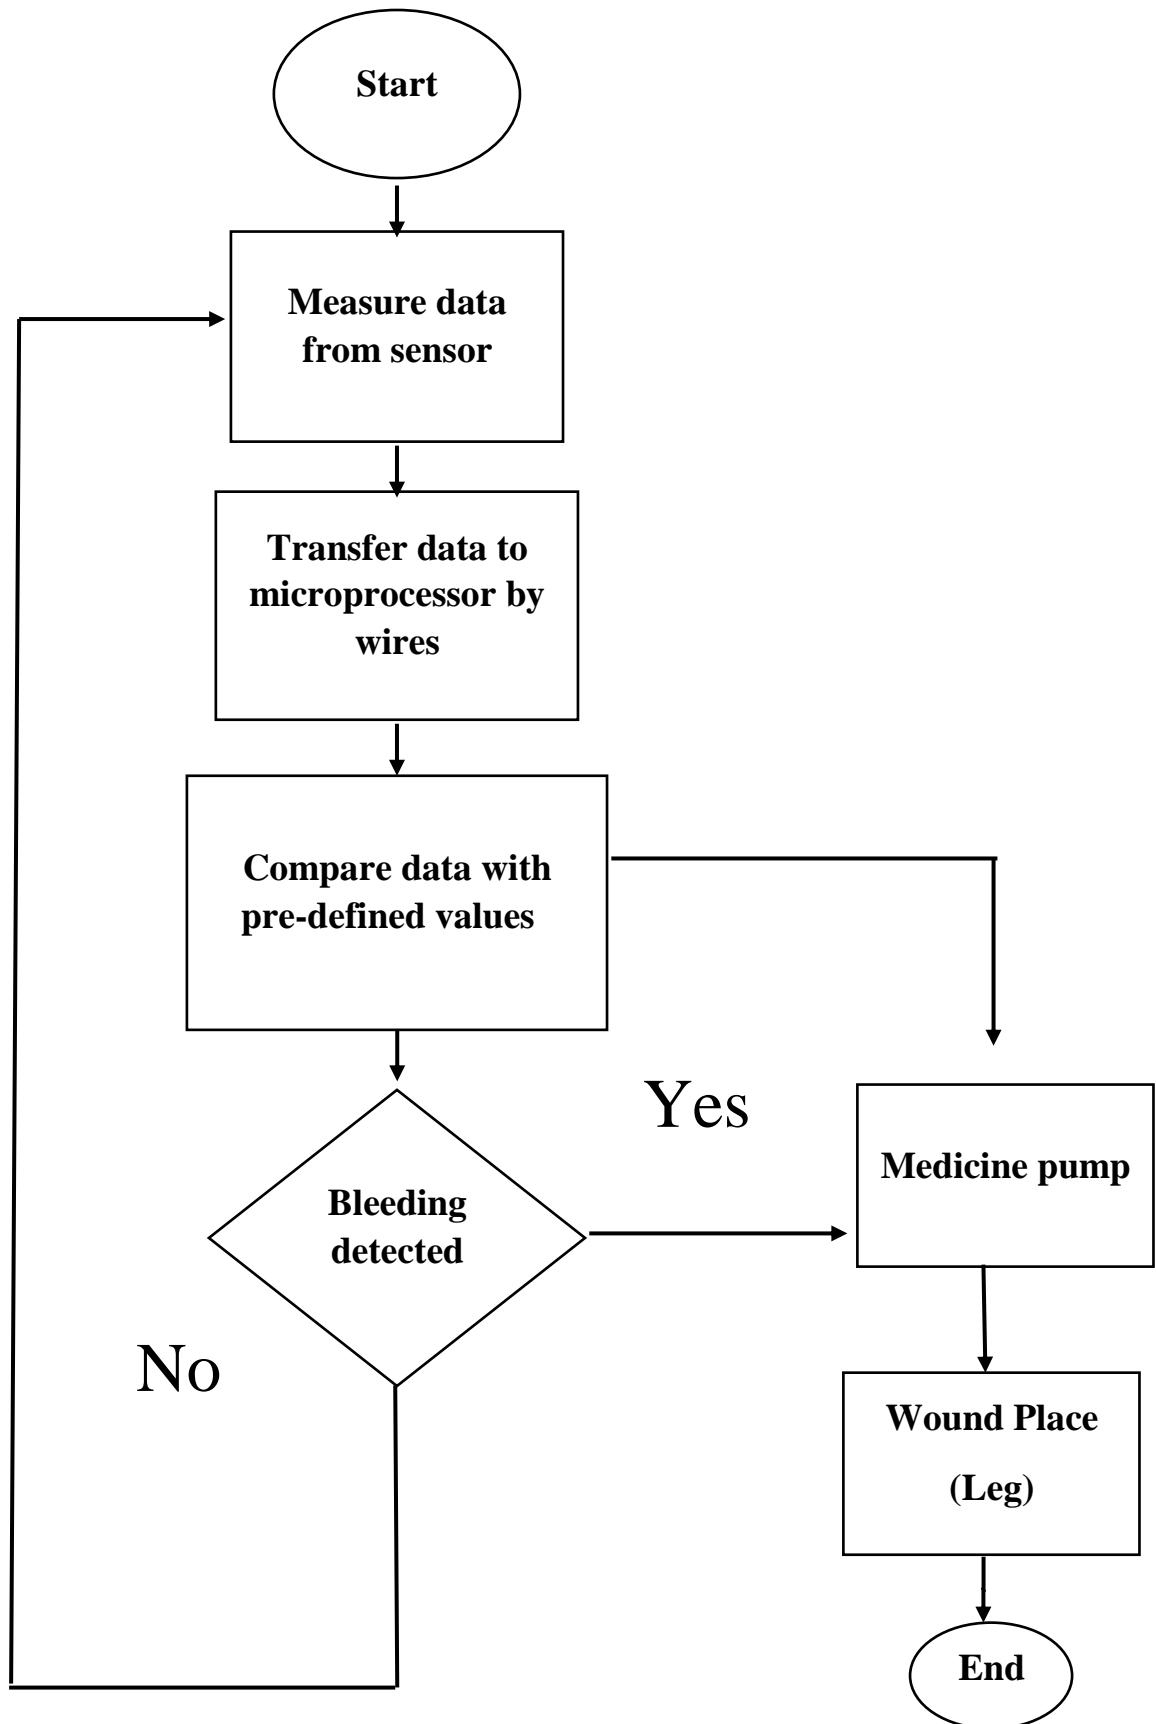 Start
Measure data
from sensor
Transfer data to
microprocessor by
wires
Compare data with
pre-defined values
Yes
Medicine pump
Bleeding
detected
No
Wound Place
(Leg)
End